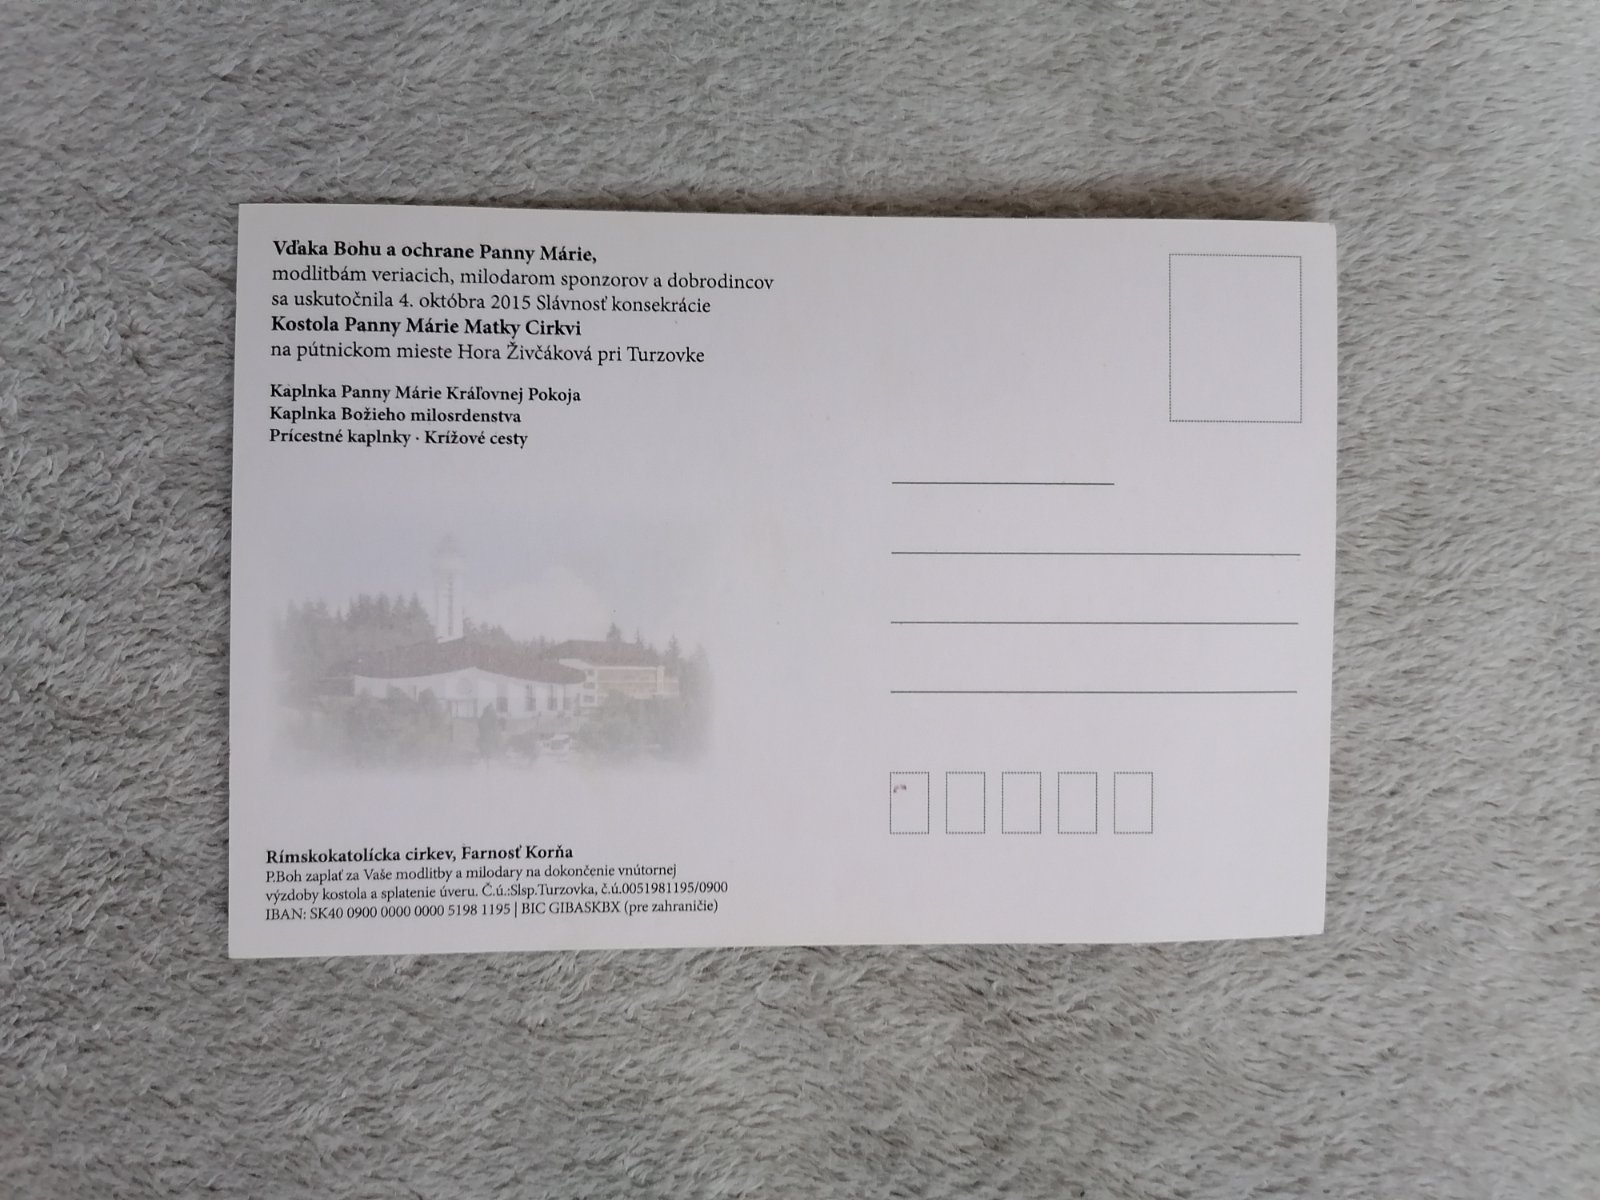 Vďaka Bohu a ochrane Panny Márie,
modlitbám veriacich, milodarom sponzorov a dobrodincov
sa uskutočnila 4. októbra 2015 Slávnosť konsekrácie
Kostola Panny Márie Matky Cirkvi
na pútnickom mieste Hora Živčáková pri Turzovke
Kaplnka Panny Márie Kráľovnej Pokoja
Kaplnka Božieho milosrdenstva
Prícestné kaplnky · Krížové cesty
Rímskokatolícka cirkev, Farnosť Korňa
P.Boh zaplať za Vaše modlitby a milodary na dokončenie vnútornej
výzdoby kostola a splatenie úveru. Č.ú.:Slsp.Turzovka, č.ú.0051981195/0900
IBAN: SK40 0900 0000 0000 5198 1195 | BIC GIBASKBX (pre zahraničie)